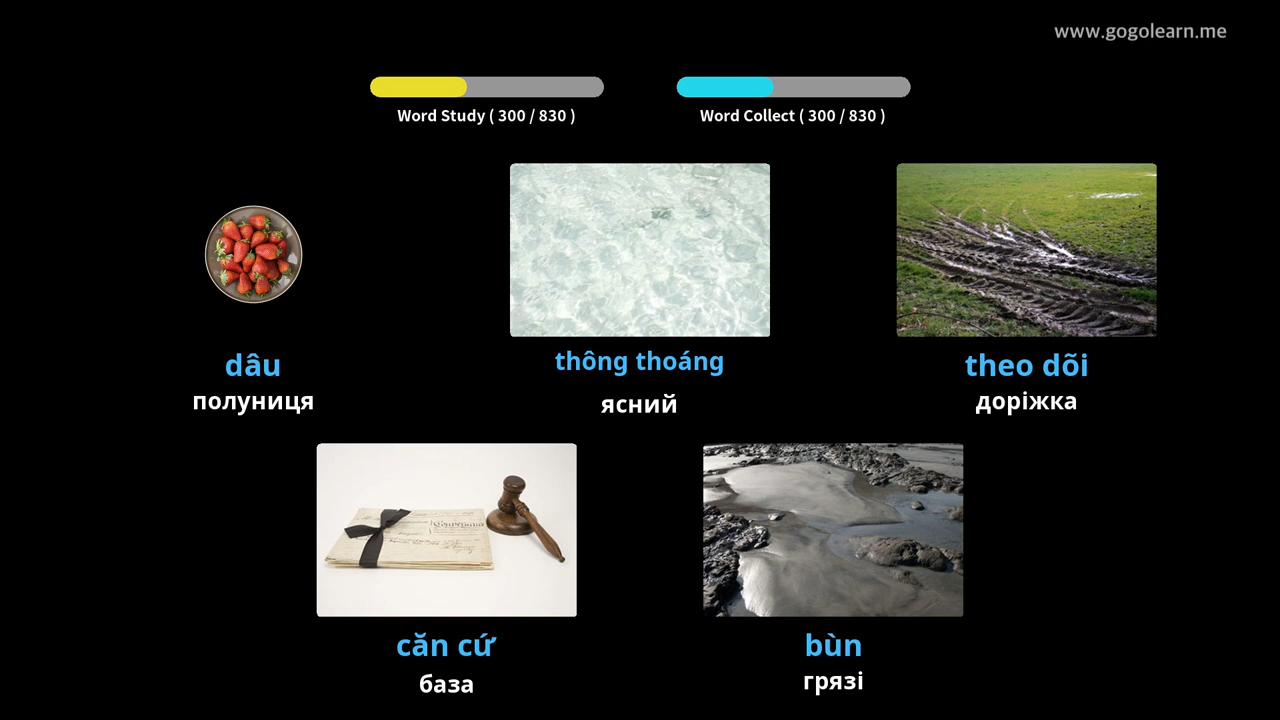 www.gogolearn.me
Word Study ( 300 / 830 )
Word Collect ( 300 / 830 )
dâu
полуниця
thông thoáng
ясний
theo dõi
доріжка
căn cứ
база
bùn
грязі